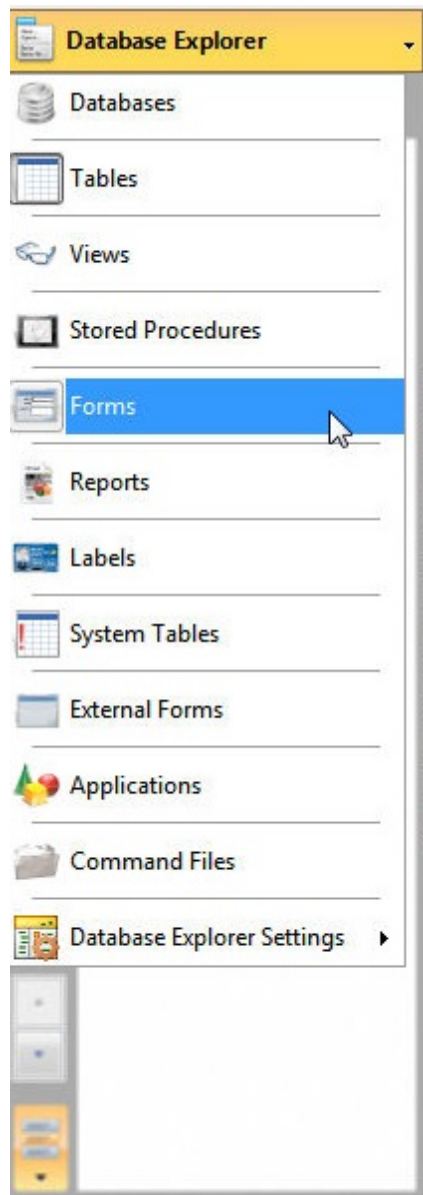 Database Explorer
Databases
Tables
Views
Stored Procedures
Forms
Reports
Labels
System Tables
External Forms
Applications
Command Files
Database Explorer Settings